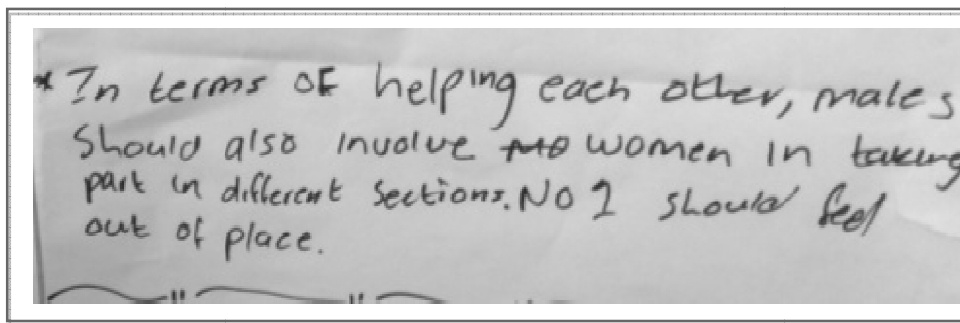 * In terms OF helping each other, males
Should also involve women in taking
part in different sections. NO 1 should feel
out of place.